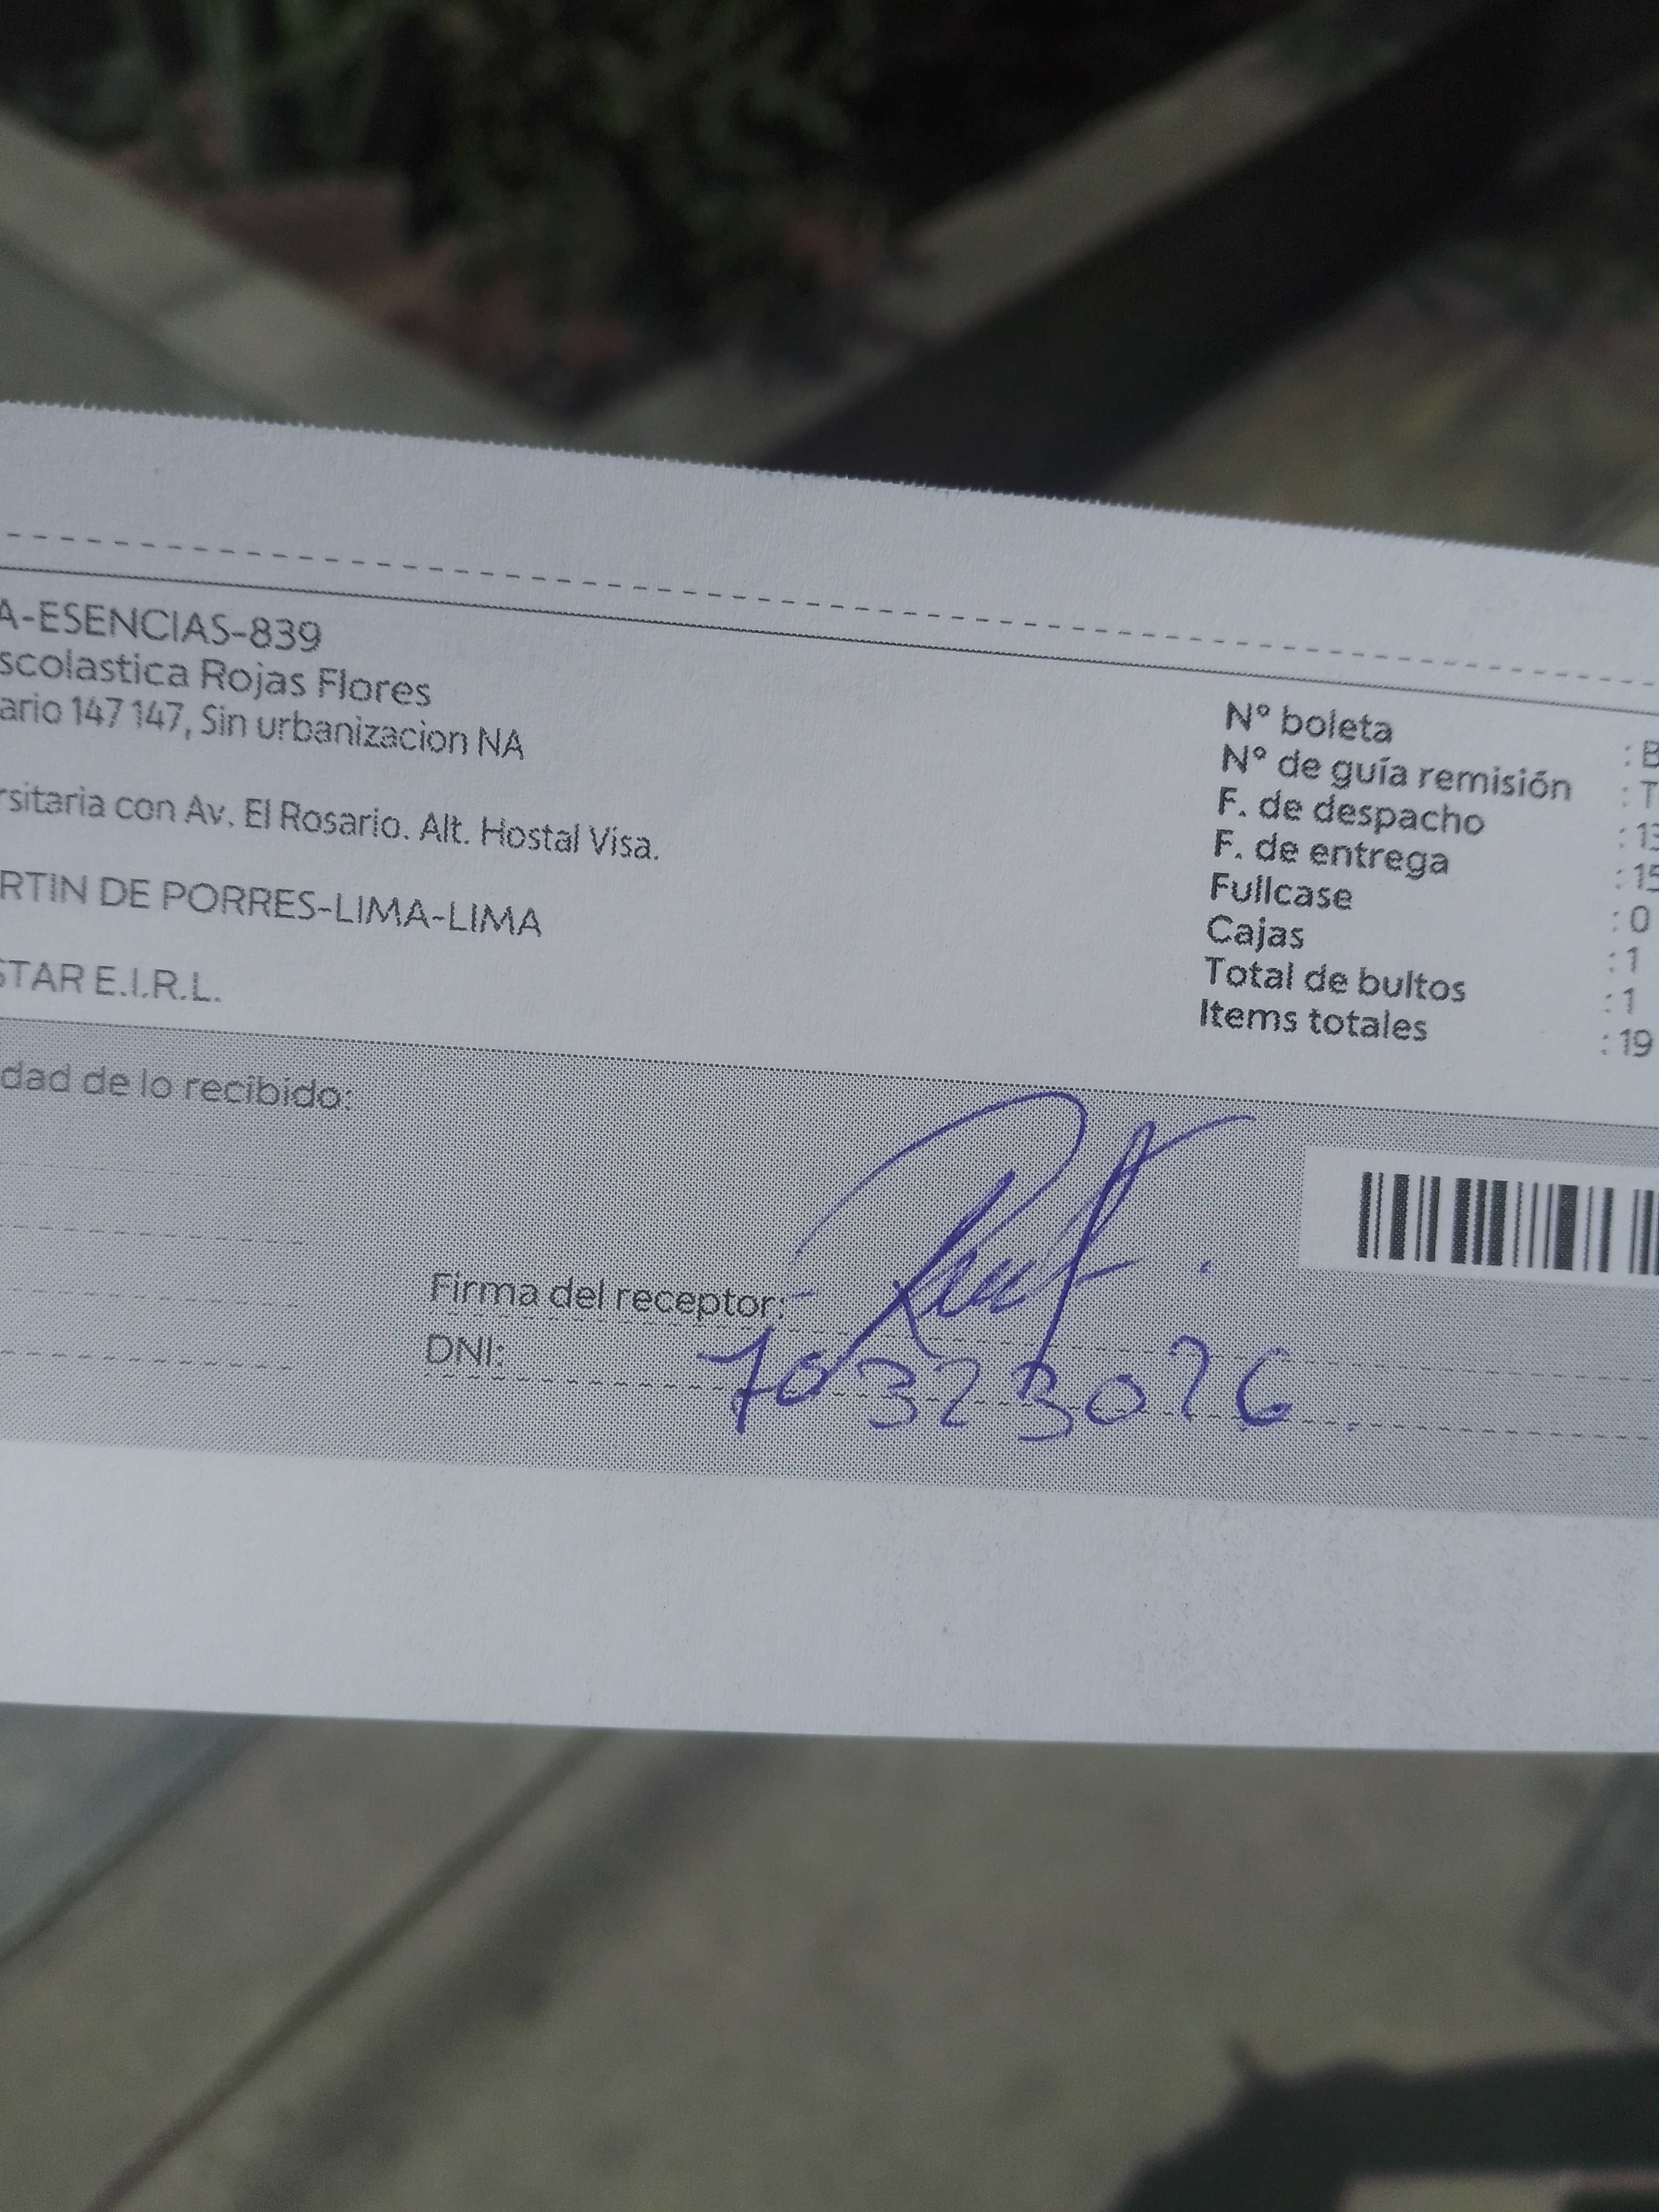 A-ESENCIAS-839
scolastica Rojas Flores
ario 147 147, Sin urbanizacion NA
rsitaria con Av. El Rosario. Alt. Hostal Visa.
RTIN DE PORRES-LIMA-LIMA
STAR E.I.R.L.
N° boleta : B
N° de guía remisión : T
F. de despacho : 13
F. de entrega : 15
Fullcase : 0
Cajas : 1
Total de bultos : 1
Items totales : 19
dad de lo recibido:
Firma del receptor:
DNI: 70323026